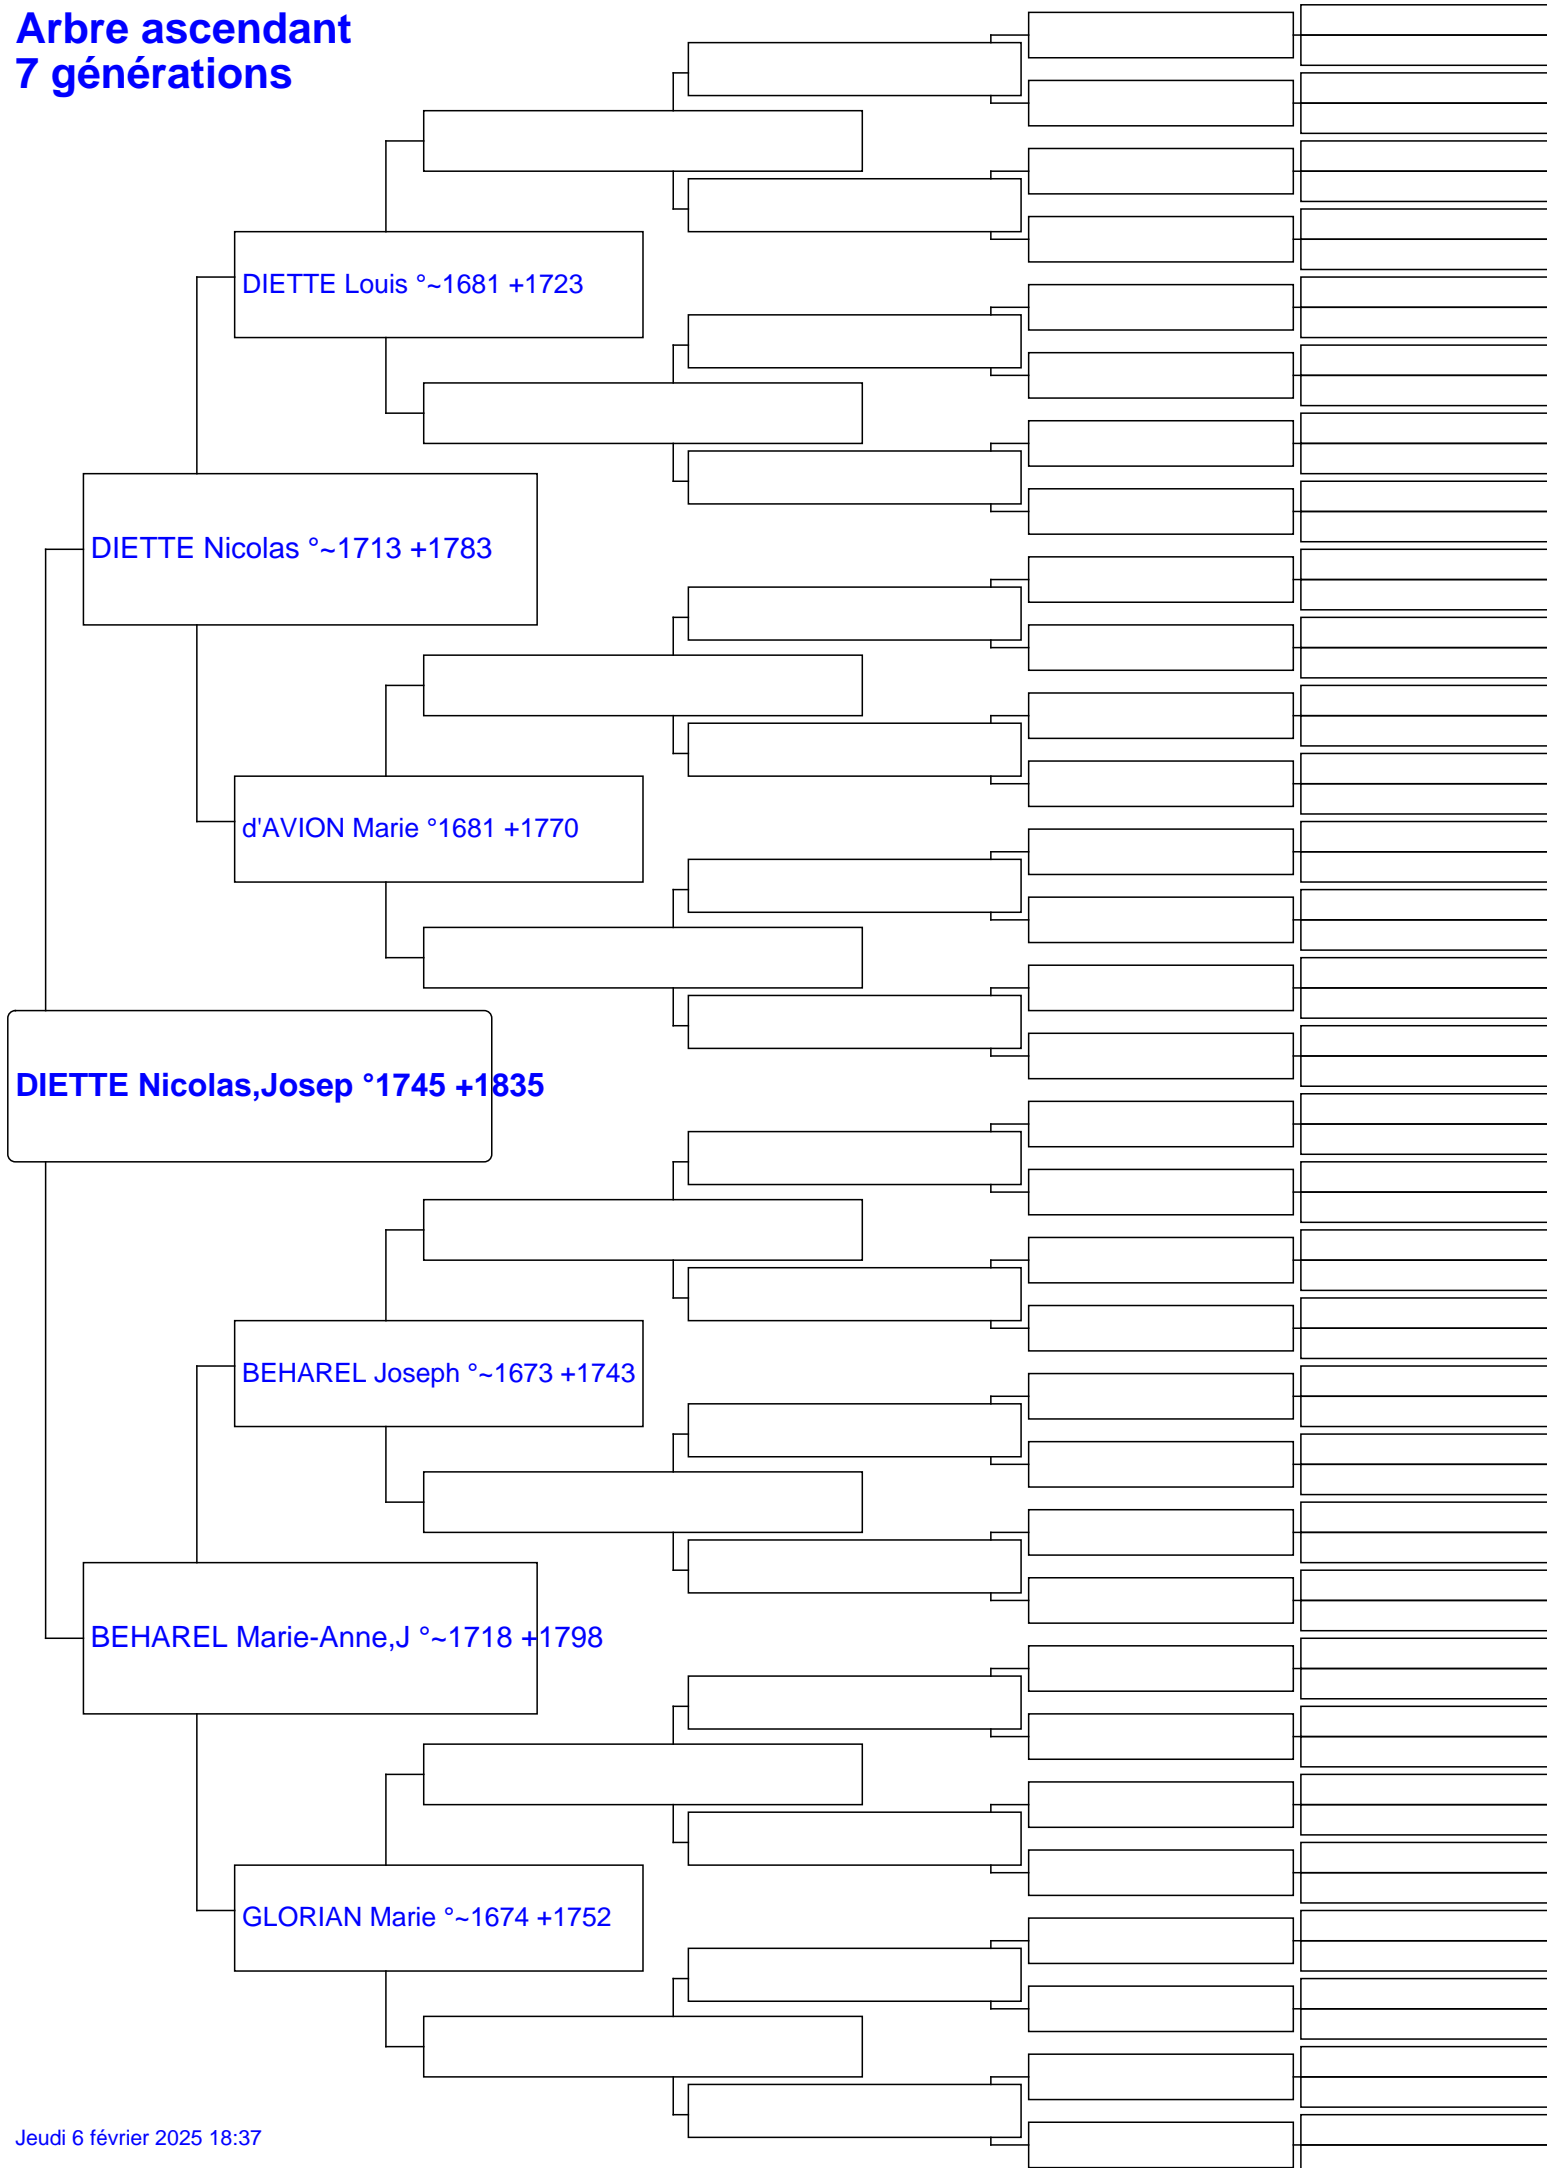 Arbre ascendant
7 générations
DIETTE Louis °~1681 +1723
DIETTE Nicolas °~1713 +1783
d'AVION Marie °1681 +1770
DIETTE Nicolas,Josep °1745 +1835
BEHAREL Joseph °~1673 +1743
BEHAREL Marie-Anne,J °~1718 +1798
GLORIAN Marie °~1674 +1752
Jeudi 6 février 2025 18:37